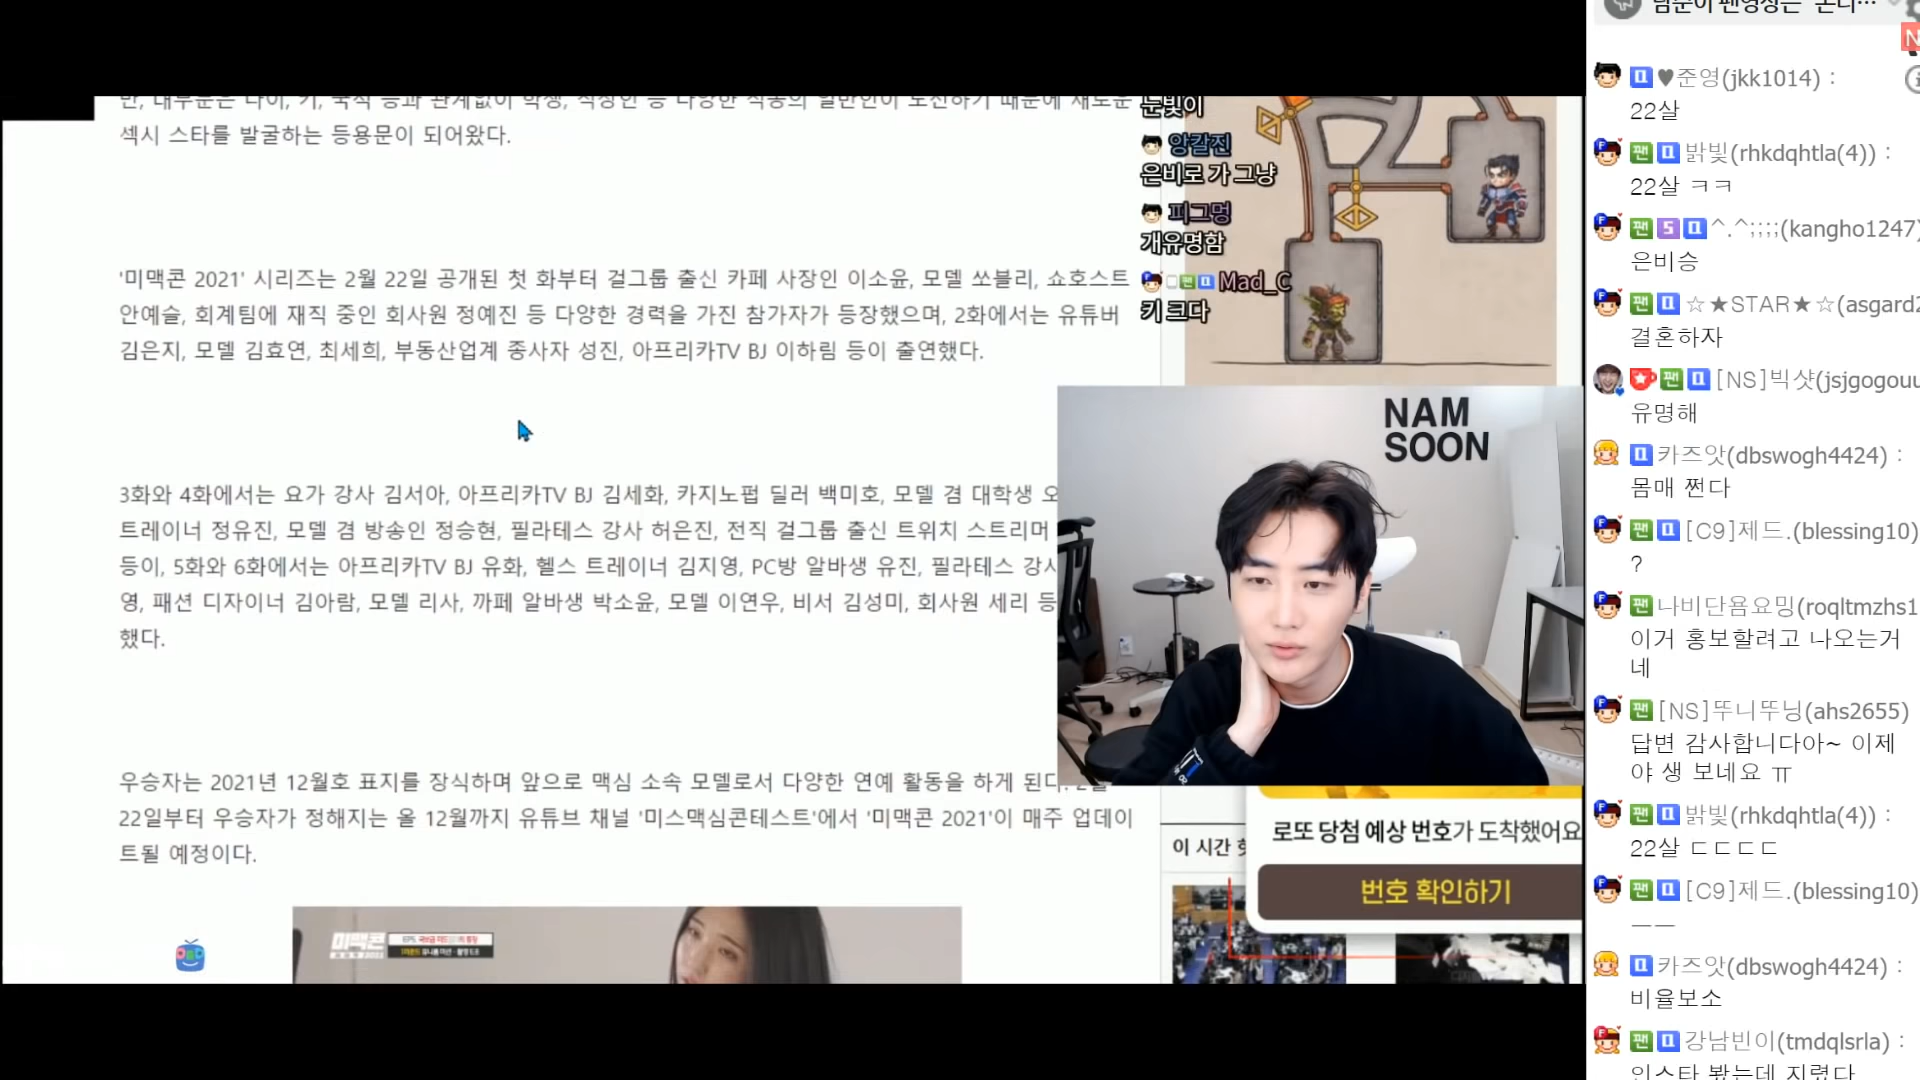 섹시 스타를 발굴하는 등용문이 되어왔다.
'미맥콘 2021' 시리즈는 2월 22일 공개된 첫 화부터 걸그룹 출신 카페 사장인 이소윤, 모델 쏘블리, 쇼호스트
안예슬, 회계팀에 재직 중인 회사원 정예진 등 다양한 경력을 가진 참가자가 등장했으며, 2화에서는 유튜버
김은지, 모델 김효연, 최세희, 부동산업계 종사자 성진, 아프리카TV BJ 이하림 등이 출연했다.
3화와 4화에서는 요가 강사 김서아, 아프리카TV BJ 김세화, 카지노펍 딜러 백미호, 모델 겸 대학생 오
트레이너 정유진, 모델 겸 방송인 정승현, 필라테스 강사 허은진, 전직 걸그룹 출신 트위치 스트리머
등이, 5화와 6화에서는 아프리카TV BJ 유화, 헬스 트레이너 김지영, PC방 알바생 유진, 필라테스 강사
영, 패션 디자이너 김아람, 모델 리사, 까페 알바생 박소윤, 모델 이연우, 비서 김성미, 회사원 세리 등
했다.
우승자는 2021년 12월호 표지를 장식하며 앞으로 맥심 소속 모델로서 다양한 연예 활동을 하게 된다.
22일부터 우승자가 정해지는 올 12월까지 유튜브 채널 '미스맥심콘테스트'에서 '미맥콘 2021'이 매주 업데이
트될 예정이다.
미맥콘
눈빛이
앙칼진
은비로 가 그냥
피그멍
개유명함
팬 Mad_C
키 크다
NAM
SOON
로또 당첨 예상 번호가 도착했어요
이 시간 핫
번호 확인하기
♥준영(jkk1014) :
22살
팬 밝빛(rhkdqhtla(4)) :
22살 ㅋㅋ
팬 S ^.^;;;;(kangho1247)
은비승
팬 ☆★STAR★☆(asgard2
결혼하자
팬 [NS]빅샷(jsjgogouu
유명해
카즈앗(dbswogh4424) :
몸매 쩐다
팬 [C9]제드.(blessing10)
?
팬 나비단욤요밍(roqltmzhs1
이거 홍보할려고 나오는거
네
팬 [NS]뚜니뚜닝(ahs2655)
답변 감사합니다아~ 이제
야 생 보네요 ㅠ
팬 밝빛(rhkdqhtla(4)) :
22살 ㄷㄷㄷㄷ
팬 [C9]제드.(blessing10)
ㅡㅡ
카즈앗(dbswogh4424) :
비율보소
팬 강남빈이(tmdqlsrla) :
인스타 봤는데 지렸다